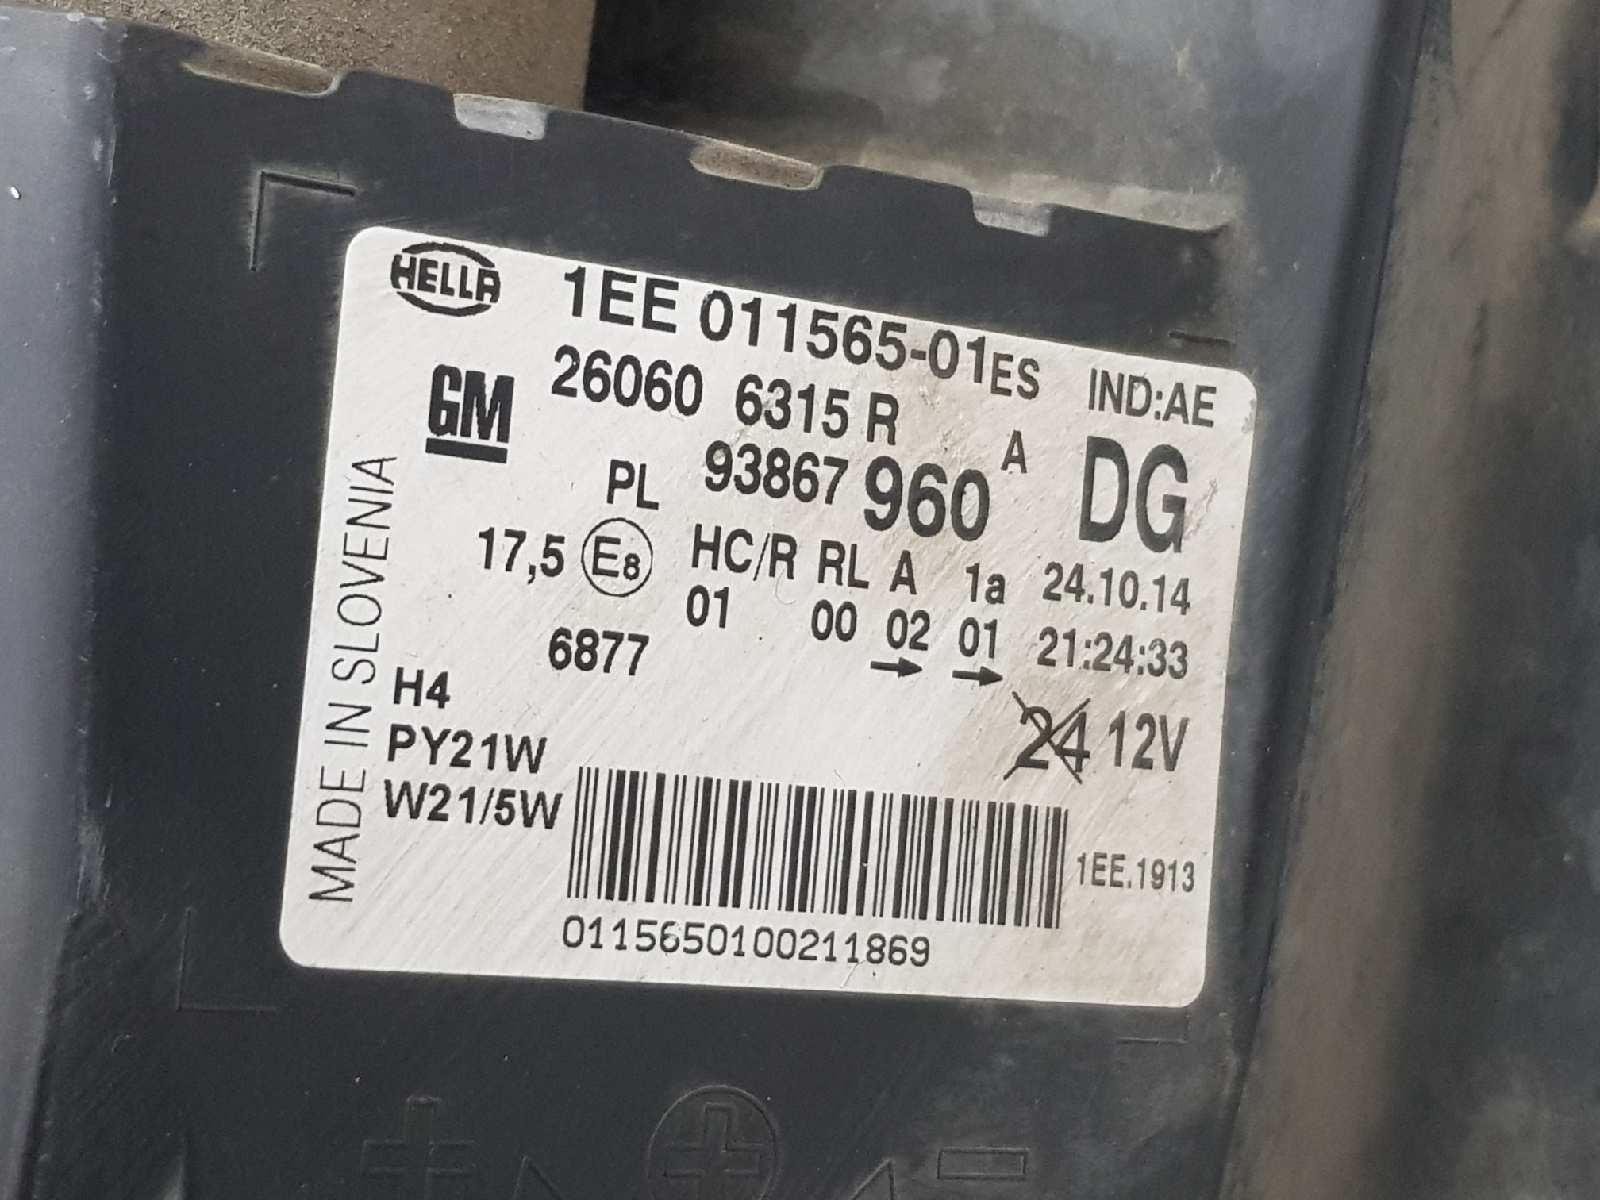 HELLA 1EE 011565-01ES IND:AE
GM 26060 6315 R
PL 93867 960 A DG
17,5 E8 HC/R RL A 1a 24.10.14
01 00 02 01 21:24:33
6877
H4
24 12V
PY21W
W21/5W
1EE.1913
0115650100211869
MADE IN SLOVENIA